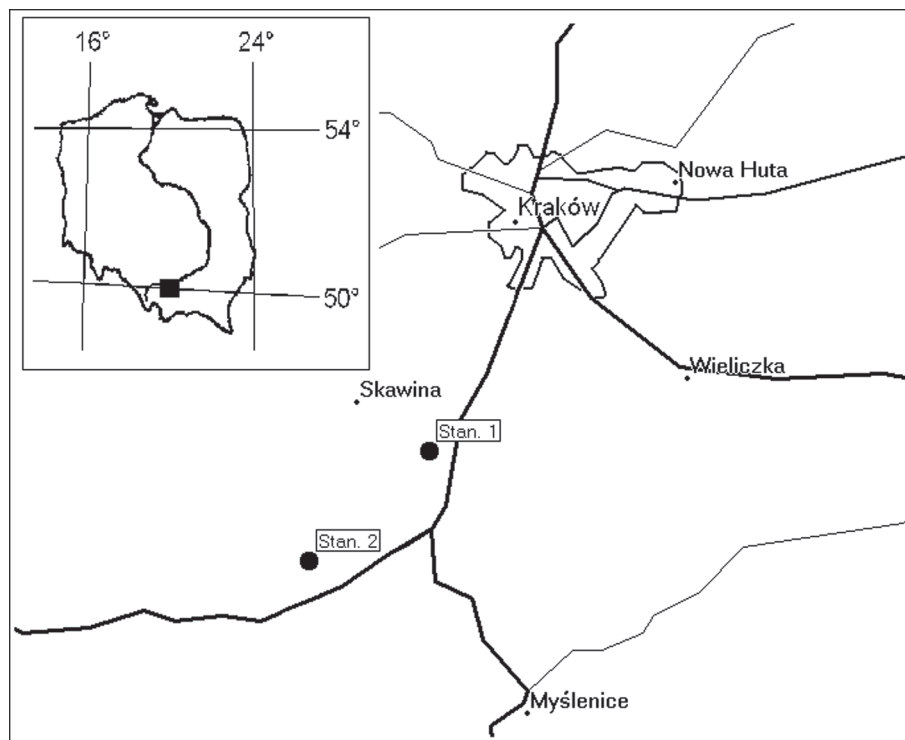 16°
24°
54°
50°
Nowa Huta
Kraków
Wieliczka
Skawina
Stan. 1
Stan. 2
Myślenice